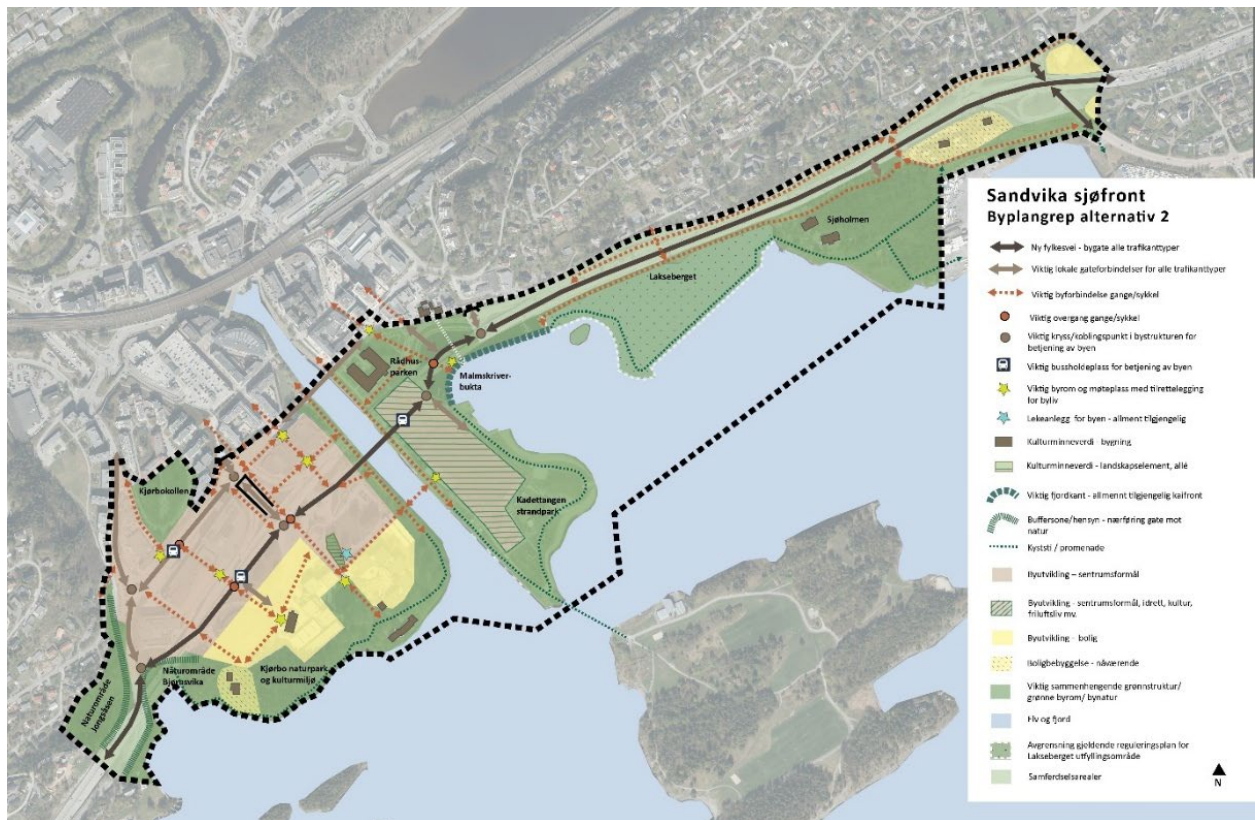 Sandvika sjøfront
Byplangrep alternativ 2
Ny fylkesvei - bygate alle trafikanttyper
Viktig lokale gateforbindelser for alle trafikanttyper
Viktig byforbindelse gange/sykkel
Viktig overgang gange/sykkel
Viktig kryss/koblingspunkt i bystrukturen for
betjening av byen
Viktig bussholdeplass for betjening av byen
Viktig byrom og møteplass med tilrettelegging
for byliv
Lekeanlegg for byen - allment tilgjengelig
Kulturminneverdi - bygning
Kulturminneverdi - landskapselement, allé
Viktig fjordkant - allmennt tilgjengelig kaifront
Buffersone/hensyn - nærføring gate mot
natur
Kyststi / promenade
Byutvikling – sentrumsformål
Byutvikling - sentrumsformål, idrett, kultur,
friluftsliv mv.
Byutvikling - bolig
Boligbebyggelse - nåværende
Viktig sammenhengende grønnstruktur/
grønne byrom/ bynatur
Elv og fjord
Avgrensning gjeldende reguleringsplan for
Lakseberget utfyllingsområde
Samferdselsarealer
N
Sjøholmen
Lakseberget
Rådhus-
parken
Malmskriver-
bukta
Kadettangen
strandpark
Kjørbokollen
Naturområde
Bjørnsvika
Kjørbo naturpark
og kulturmiljø
Naturområde
Jongsåsen